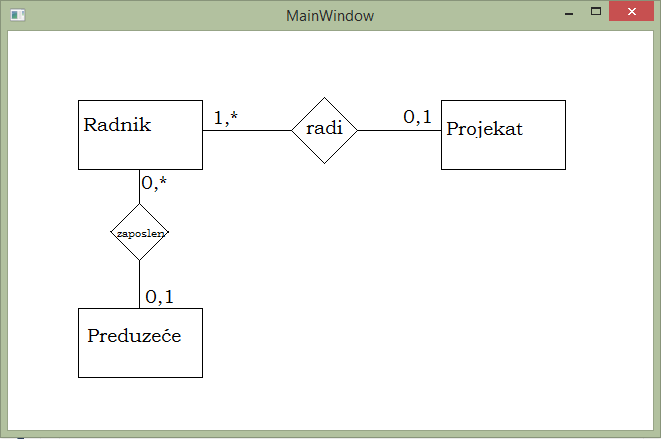 MainWindow
Radnik
1,*
radi
0,1
Projekat
0,*
zaposlen
0,1
Preduzeće